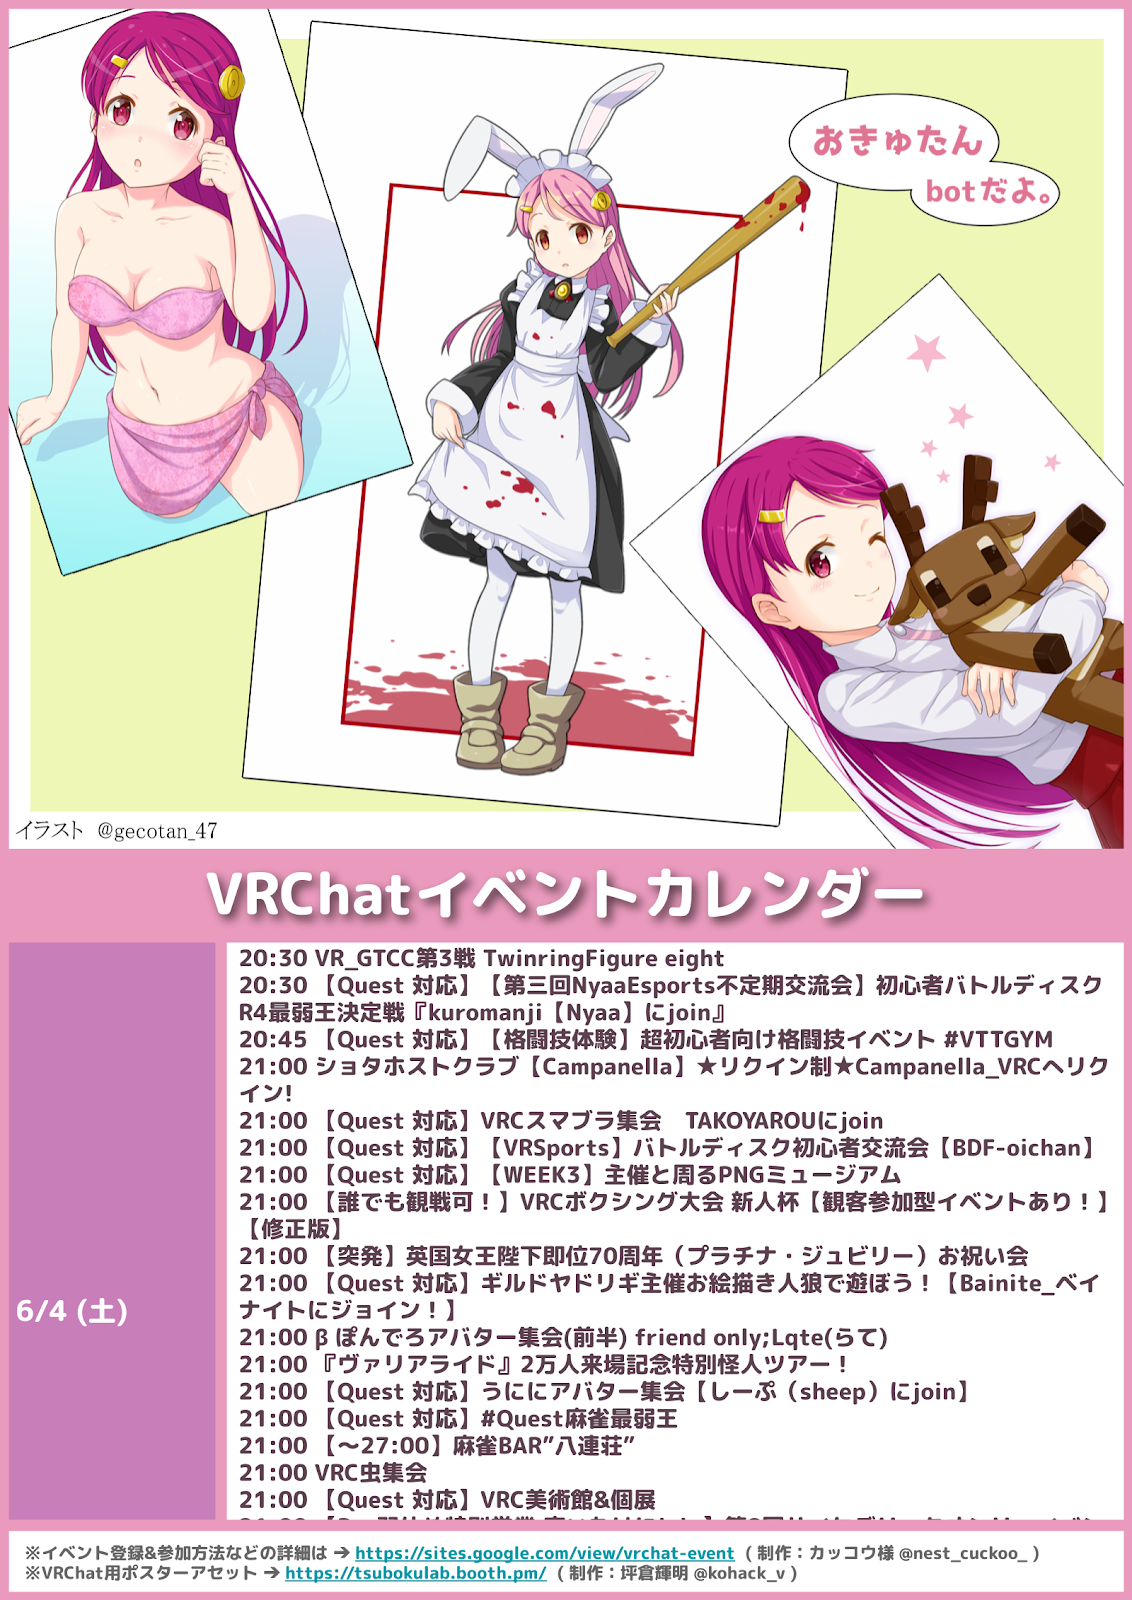 おきゅたん
botだよ。
イラスト @gecotan_47
VRChatイベントカレンダー
6/4 (土)
20:30 VR_GTCC第3戦 TwinringFigure eight
20:30 【Quest 対応】【第三回NyaaEsports不定期交流会】初心者バトルディスク
R4最弱王決定戦『kuromanji【Nyaa】にjoin』
20:45 【Quest 対応】【格闘技体験】超初心者向け格闘技イベント #VTTGYM
21:00 ショタホストクラブ【Campanella】★リクイン制★Campanella_VRCへリク
イン!
21:00 【Quest 対応】VRCスマブラ集会　TAKOYAROUにjoin
21:00 【Quest 対応】【VRSports】バトルディスク初心者交流会【BDF-oichan】
21:00 【Quest 対応】【WEEK3】主催と周るPNGミュージアム
21:00 【誰でも観戦可！】VRCボクシング大会 新人杯【観客参加型イベントあり！】
【修正版】
21:00 【突発】英国女王陛下即位70周年（プラチナ・ジュビリー）お祝い会
21:00 【Quest 対応】ギルドヤドリギ主催お絵描き人狼で遊ぼう！【Bainite_ベイ
ナイトにジョイン！】
21:00 β ぽんでろアバター集会(前半) friend only;Lqte(らて)
21:00 『ヴァリアライド』2万人来場記念特別怪人ツアー！
21:00 【Quest 対応】うににアバター集会【しーぷ（sheep）にjoin】
21:00 【Quest 対応】#Quest麻雀最弱王
21:00 【～27:00】麻雀BAR”八連荘”
21:00 VRC虫集会
21:00 【Quest 対応】VRC美術館&個展
※イベント登録&参加方法などの詳細は → https://sites.google.com/view/vrchat-event ( 制作：カッコウ様 @nest_cuckoo_ )
※VRChat用ポスターアセット → https://tsubokulab.booth.pm/ ( 制作：坪倉輝明 @kohack_v )